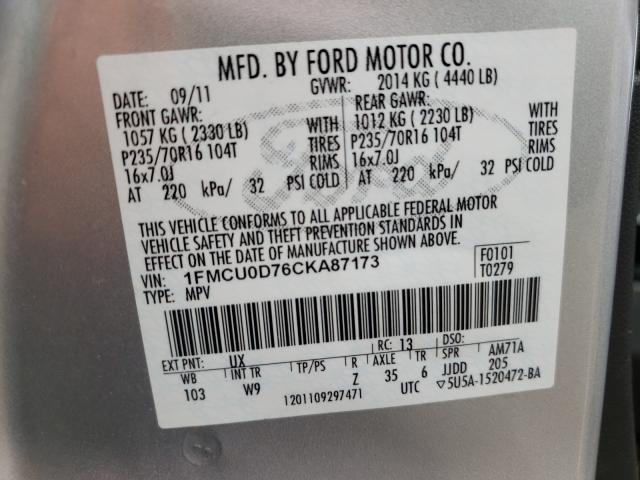 MFD. BY FORD MOTOR CO.
DATE: 09/11 GVWR: 2014 KG ( 4440 LB)
FRONT GAWR: REAR GAWR:
1057 KG ( 2330 LB) WITH 1012 KG ( 2230 LB) WITH
P235/70R16 104T TIRES P235/70R16 104T TIRES
16x7.0J RIMS 16x7.0J RIMS
AT 220 kPa/ 32 PSI COLD AT 220 kPa/ 32 PSI COLD
THIS VEHICLE CONFORMS TO ALL APPLICABLE FEDERAL MOTOR
VEHICLE SAFETY AND THEFT PREVENTION STANDARDS IN
EFFECT ON THE DATE OF MANUFACTURE SHOWN ABOVE.
VIN: 1FMCU0D76CKA87173 F0101
TYPE: MPV T0279
EXT PNT: UX RC: 13 DSO:
WB INT TR TP/PS R AXLE TR SPR AM71A
103 W9 Z 35 6 JJDD 205
1201109297471 UTC ▽5U5A-1520472-BA
Ford